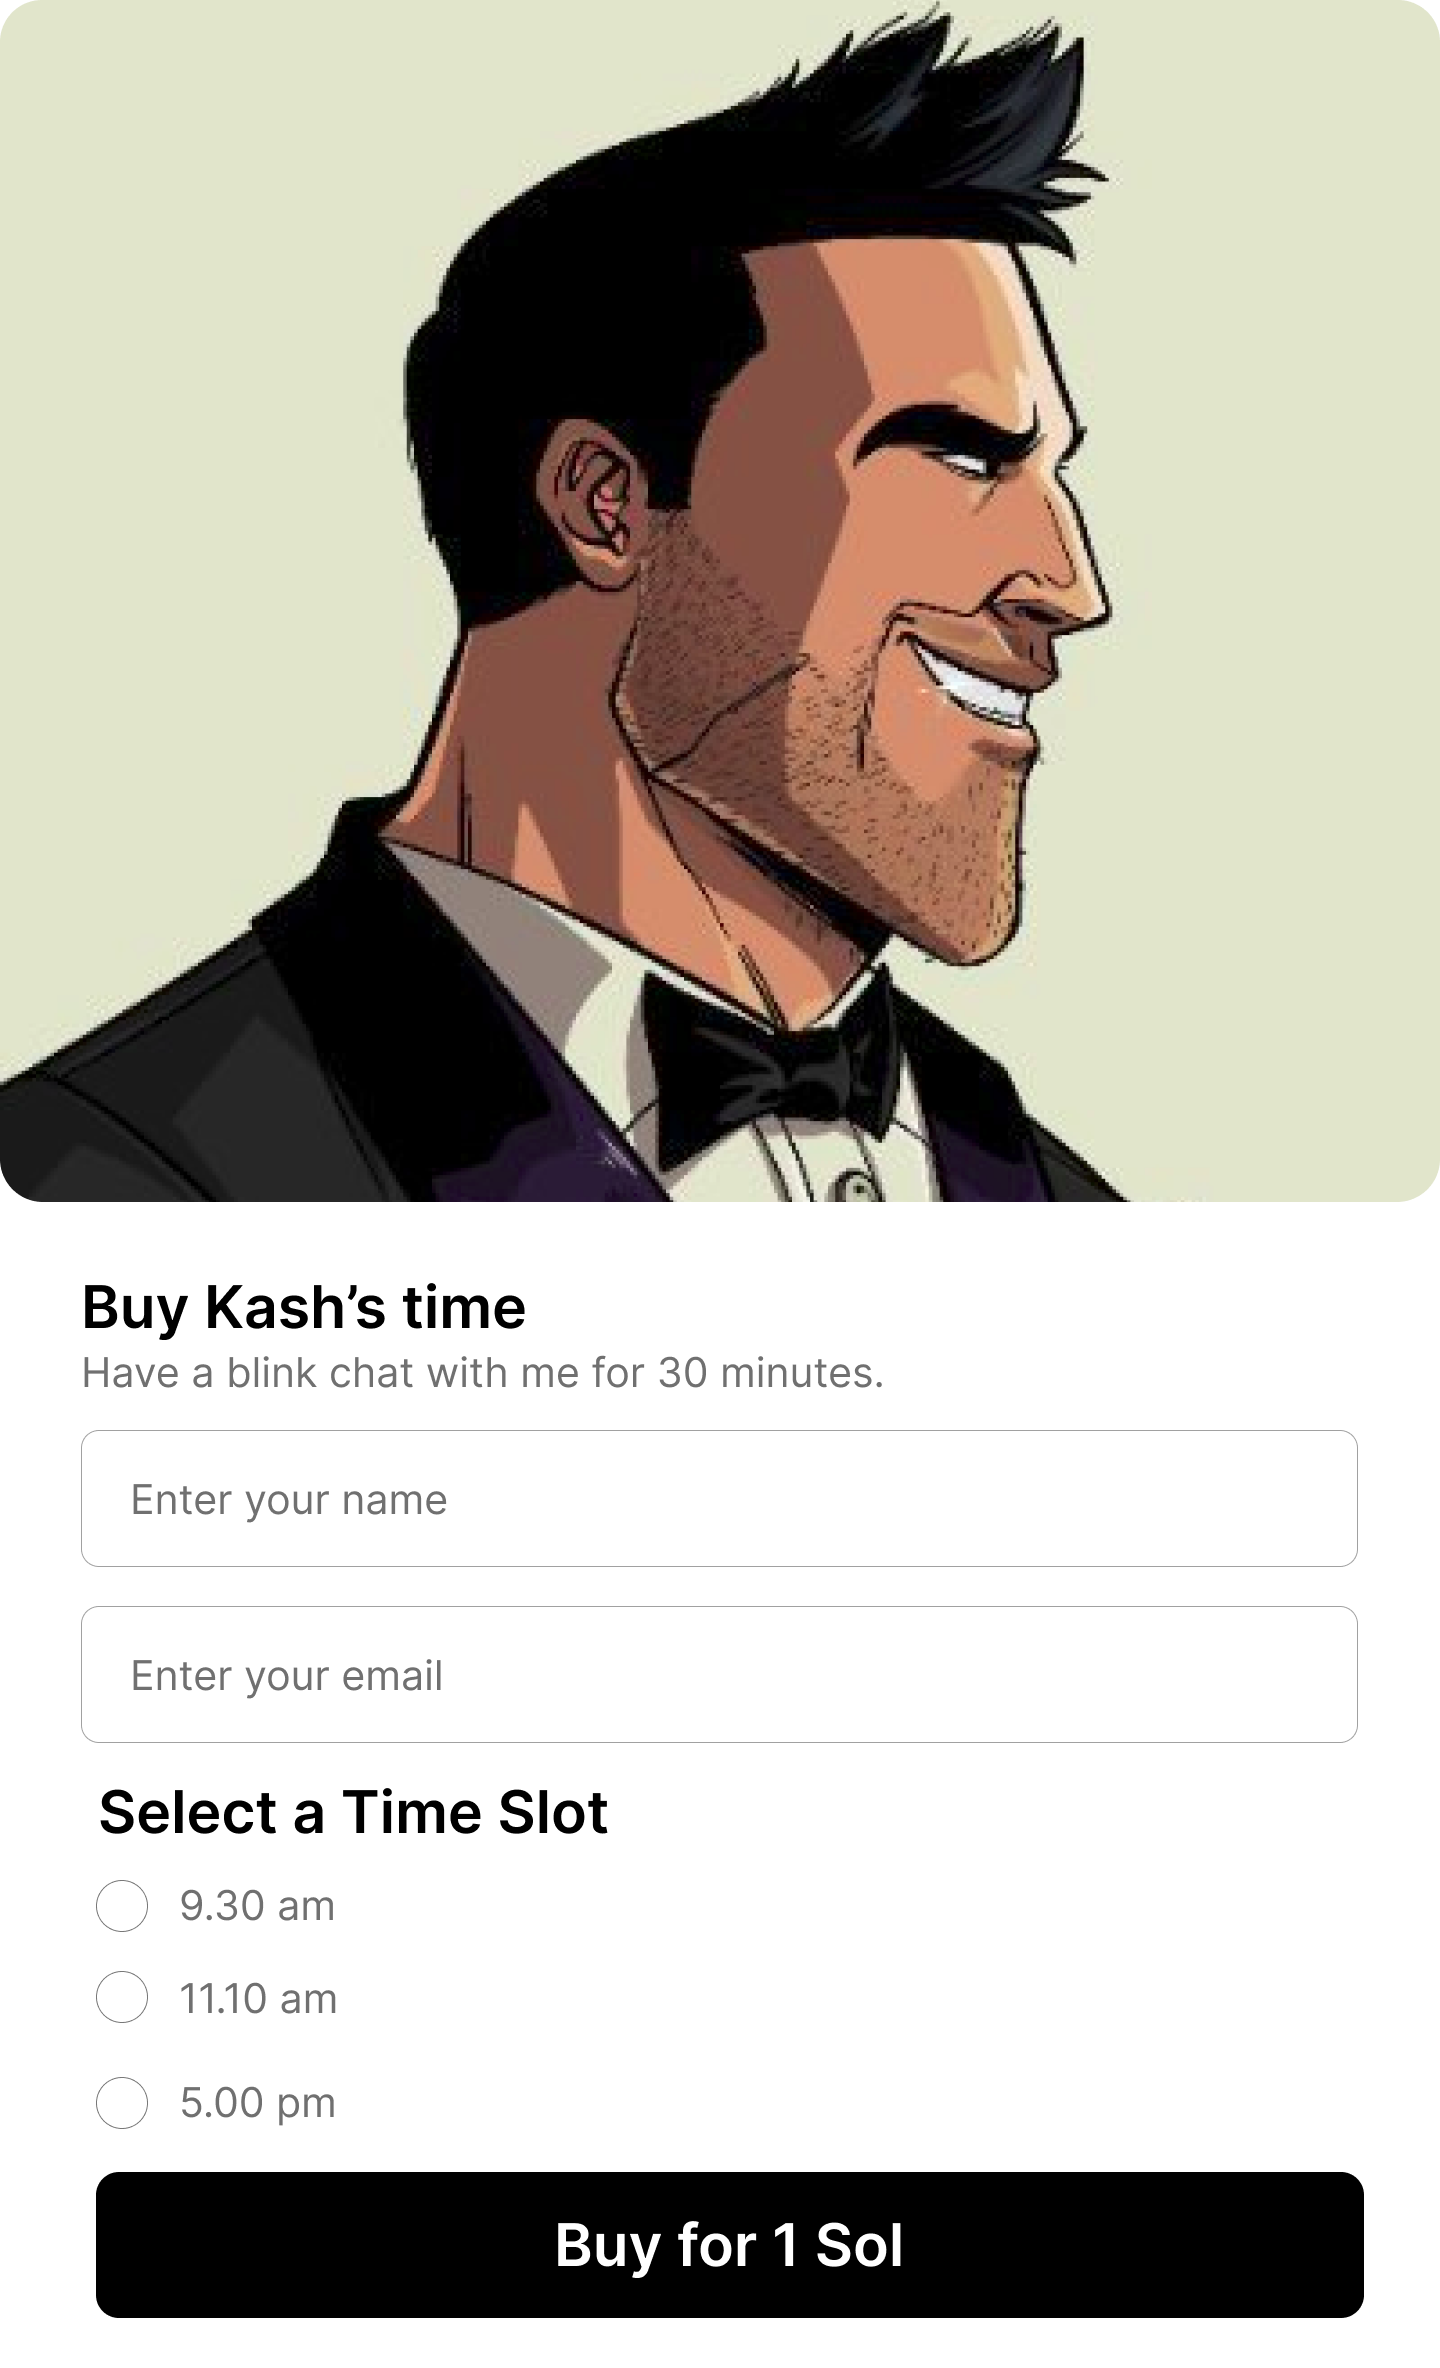 Buy Kash’s time
Have a blink chat with me for 30 minutes.
Enter your name
Enter your email
Select a Time Slot
9.30 am
11.10 am
5.00 pm
Buy for 1 Sol